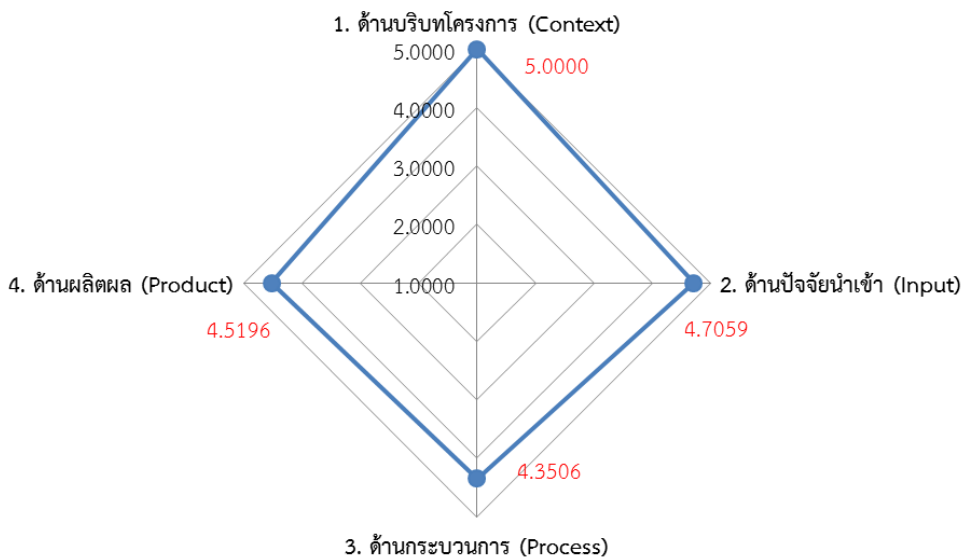 1. ด้านบริบทโครงการ (Context)
5.0000
5.0000
4.0000
3.0000
2.0000
4. ด้านผลิตผล (Product)
1.0000
2. ด้านปัจจัยนำเข้า (Input)
4.5196
4.7059
4.3506
3. ด้านกระบวนการ (Process)